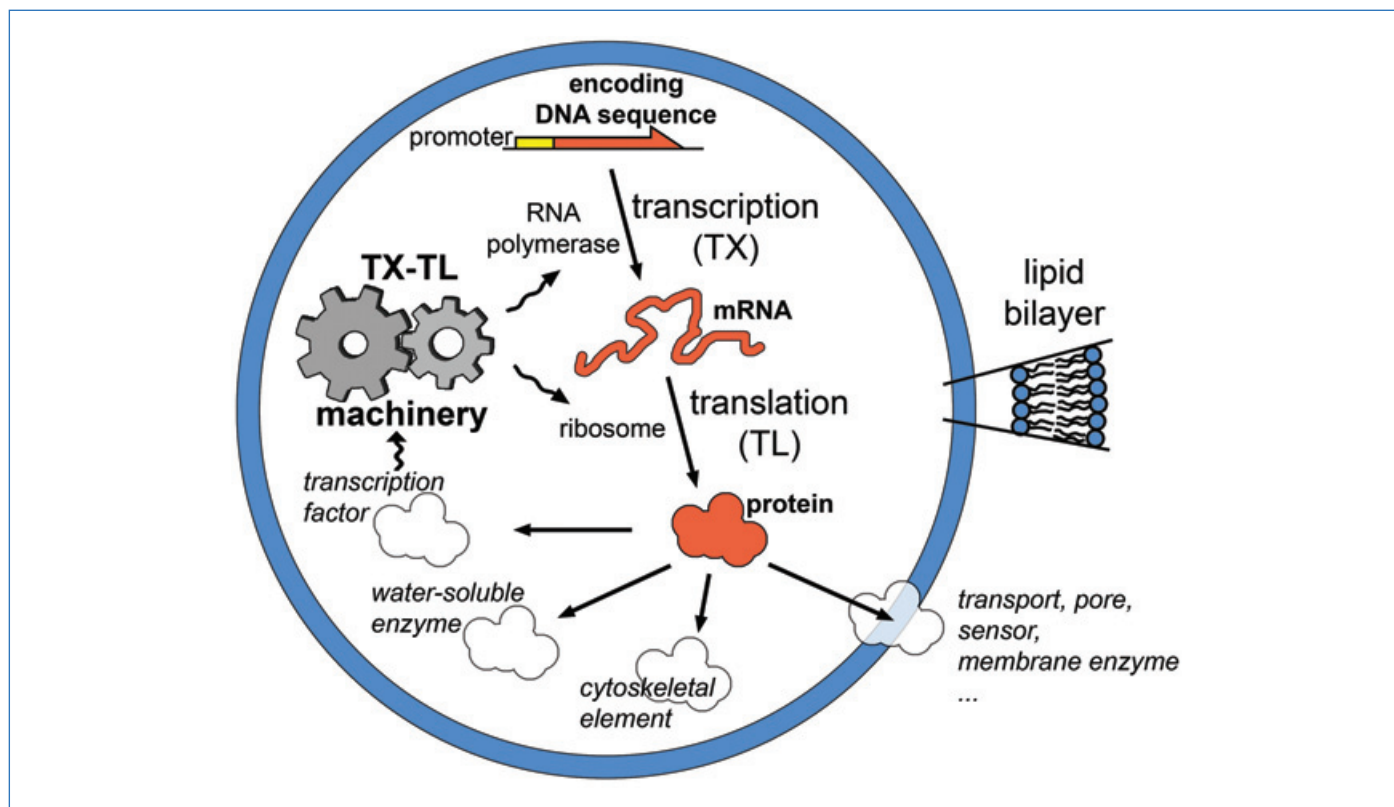 encoding
DNA sequence
promoter
transcription
(TX)
RNA
polymerase
TX-TL
machinery
mRNA
lipid
bilayer
translation
(TL)
ribosome
transcription
factor
protein
water-soluble
enzyme
cytoskeletal
element
transport, pore,
sensor,
membrane enzyme
...